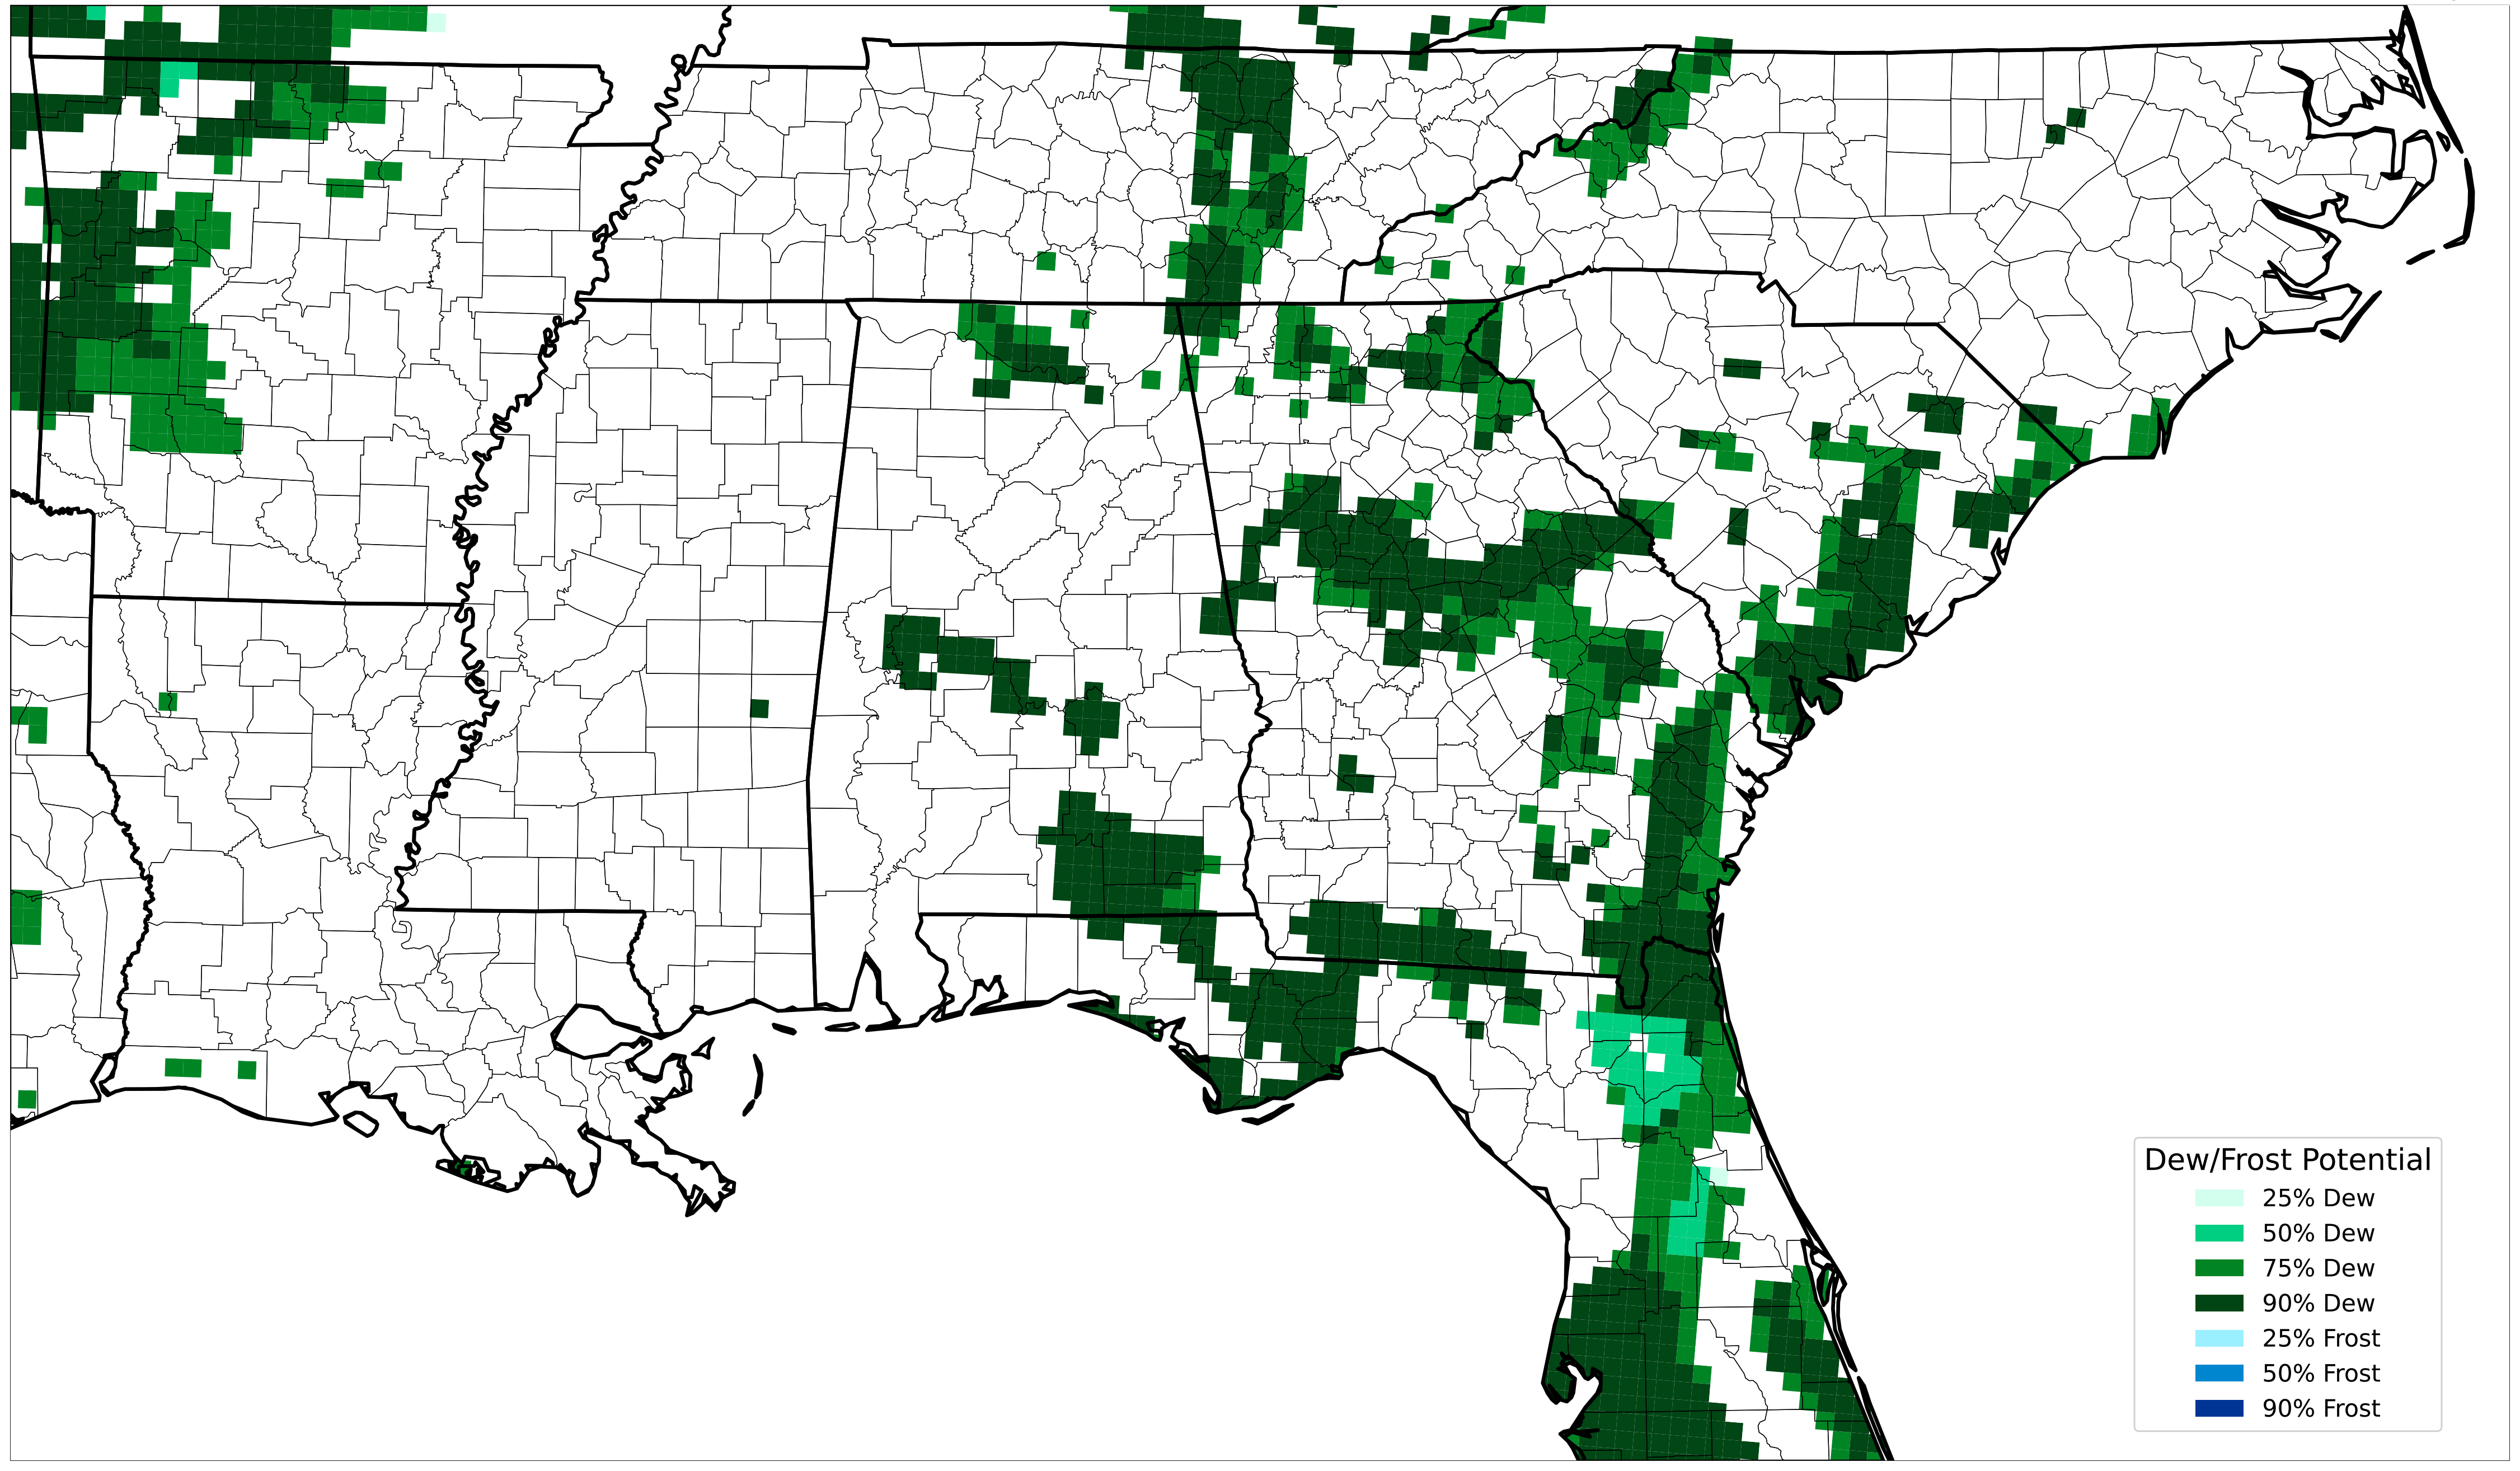 Dew/Frost Potential
25% Dew
50% Dew
75% Dew
90% Dew
25% Frost
50% Frost
90% Frost